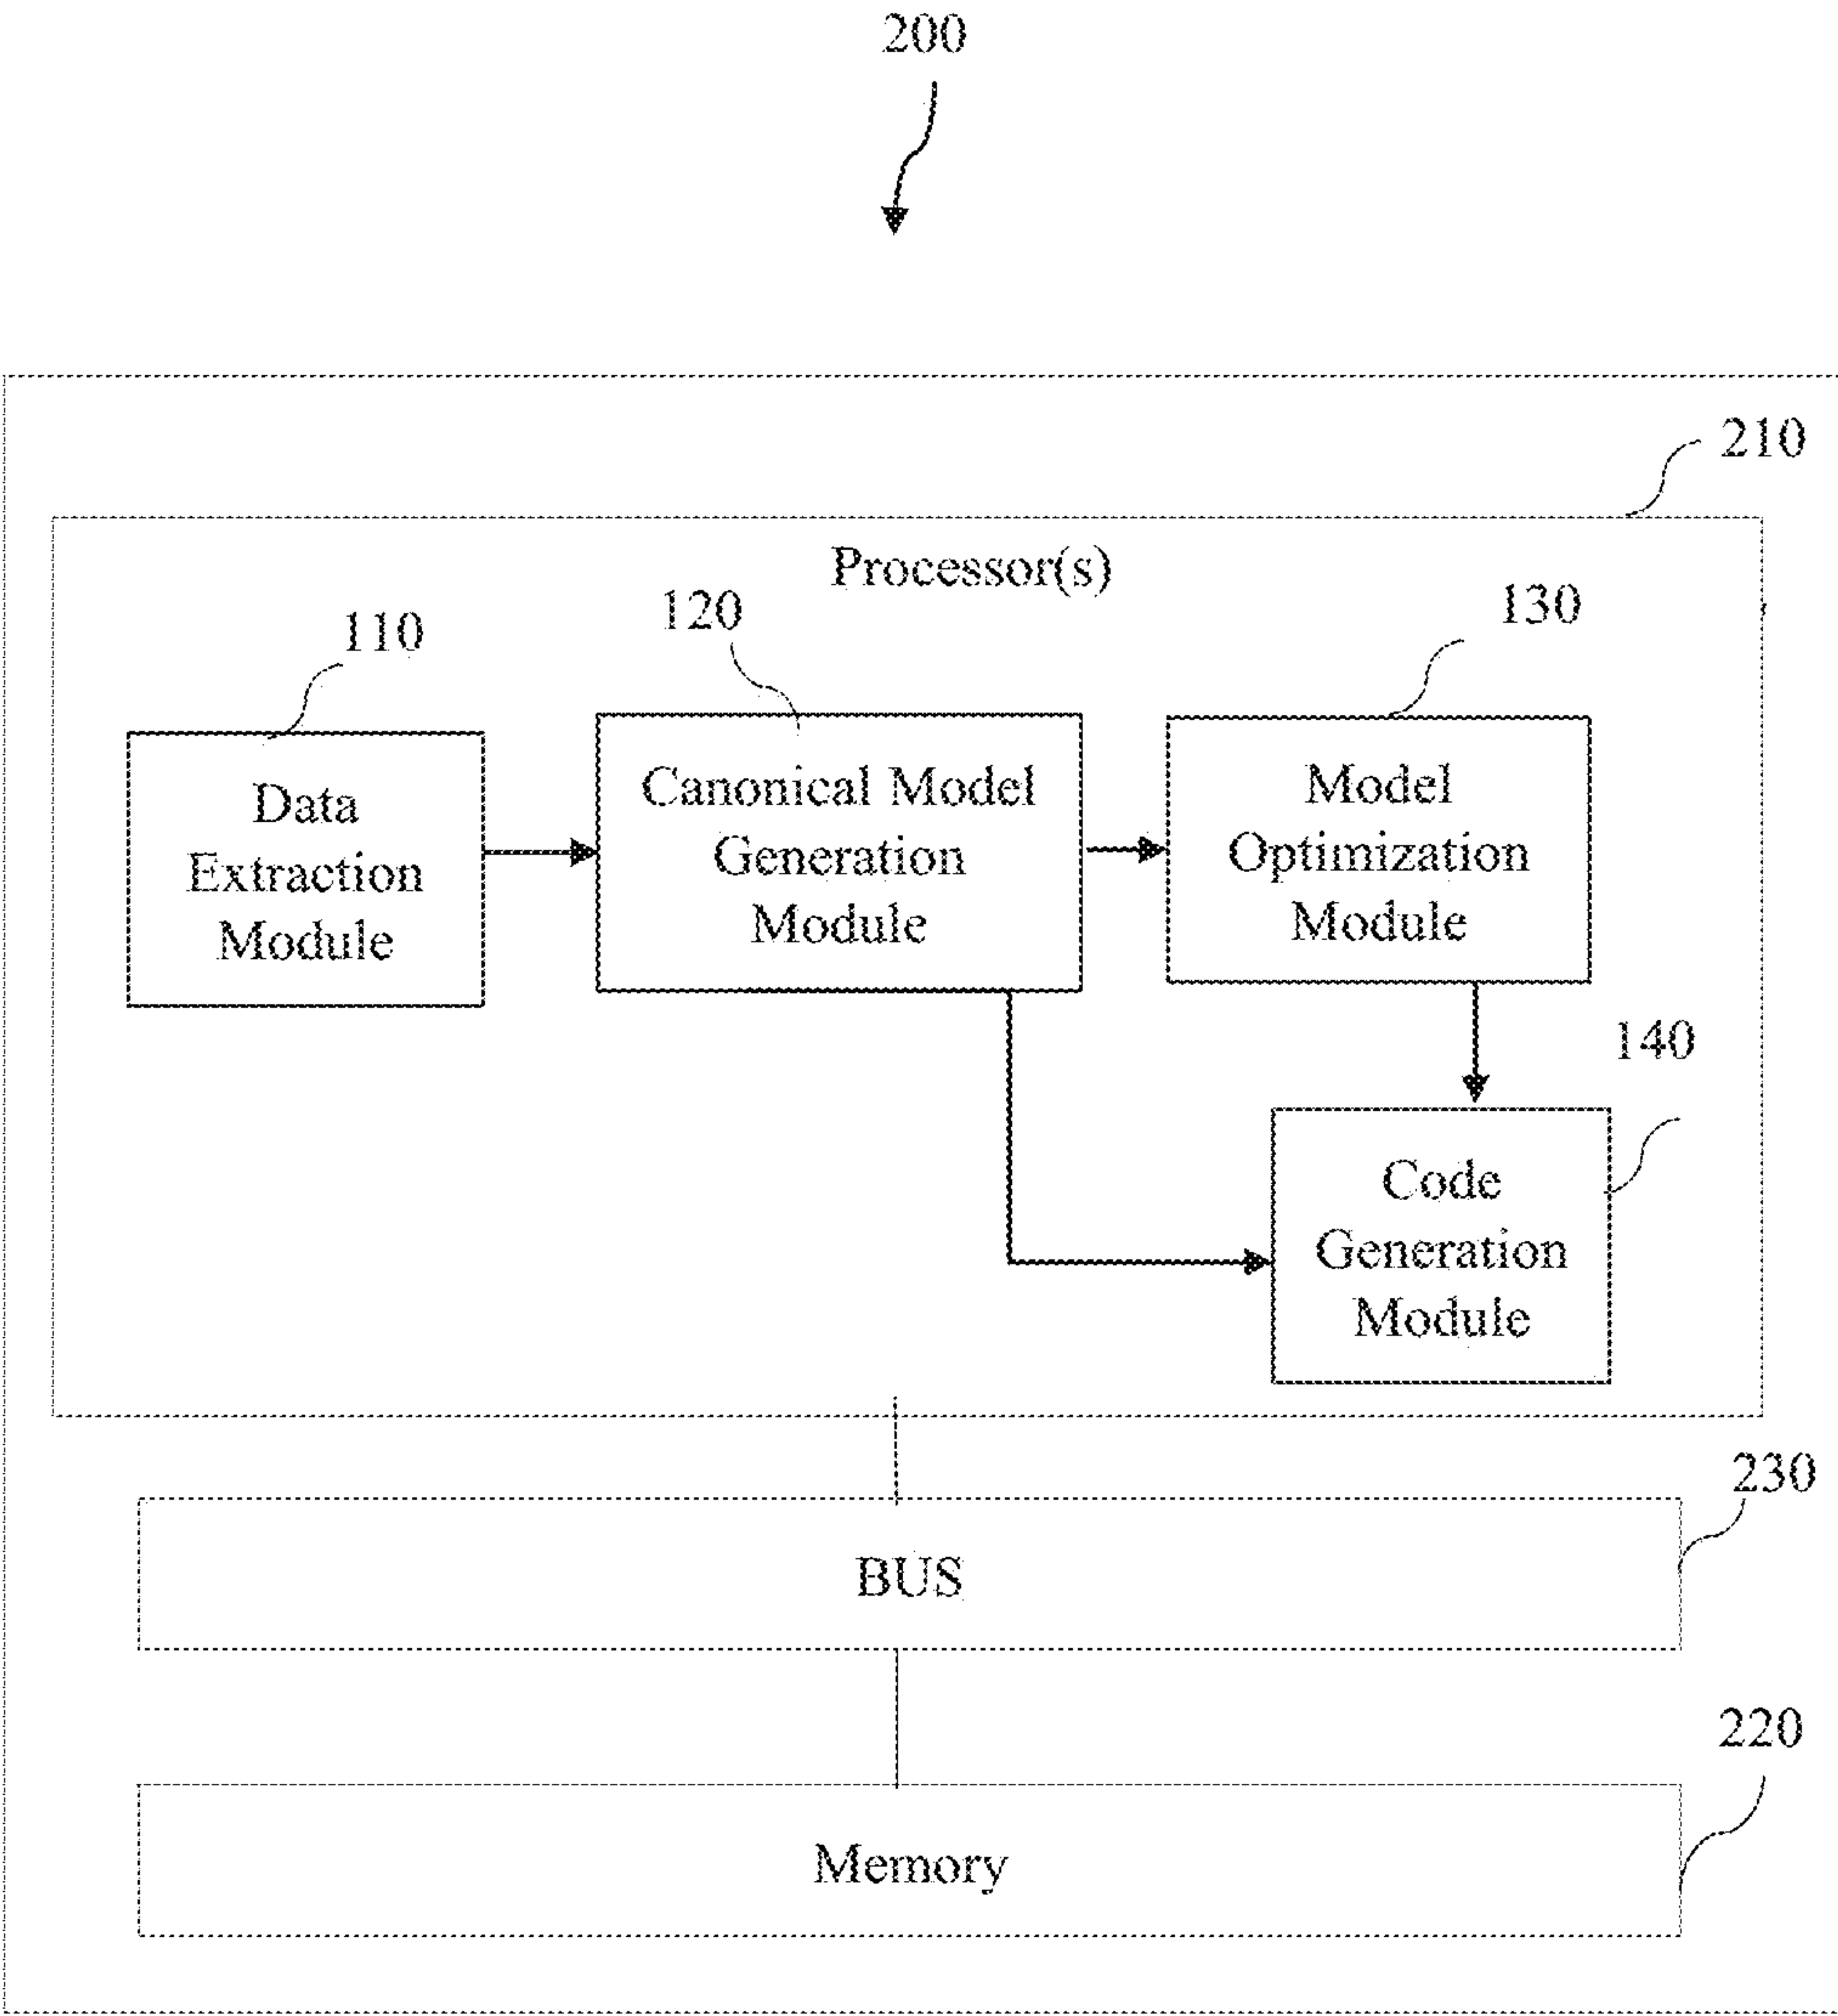 200
210
Processor(s)
110
120
130
Data
Extraction
Module
Canonical Model
Generation
Module
Model
Optimization
Module
140
Code
Generation
Module
230
BUS
220
Memory